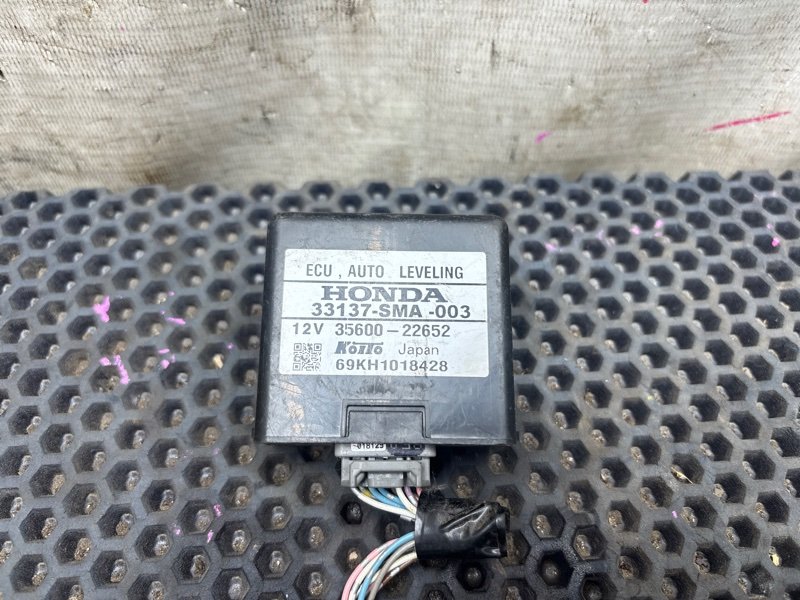 ECU , AUTO LEVELING
HONDA
33137-SMA -003
12V 35600-22652
KOITO Japan
69KH1018428